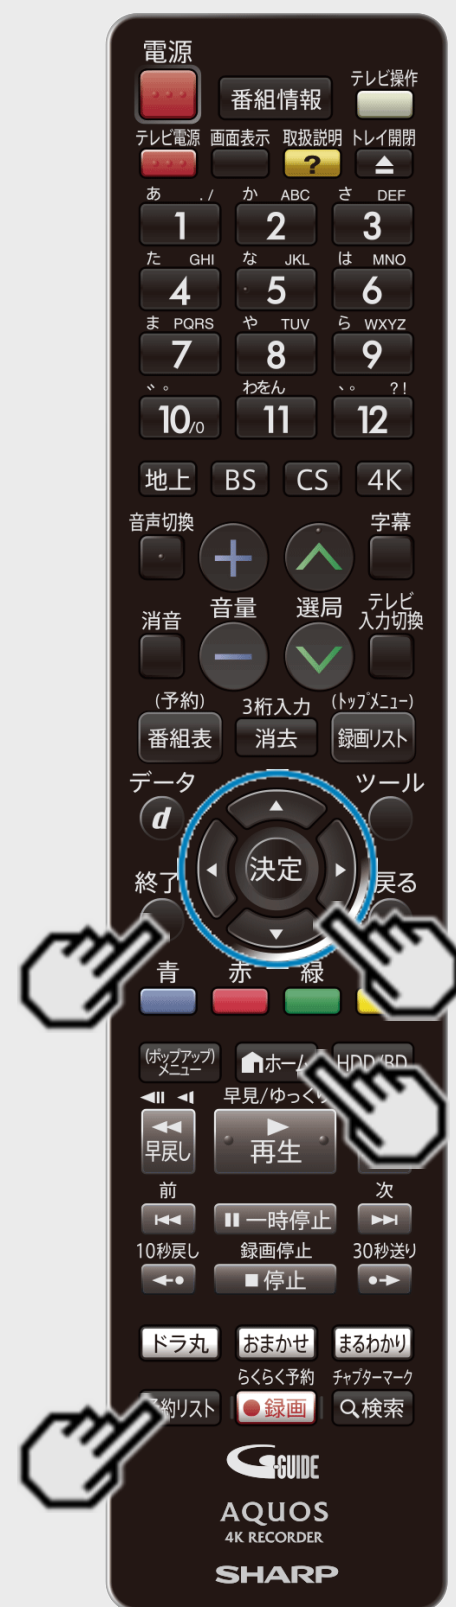 電源
番組情報
テレビ操作
テレビ電源 画面表示 取扱説明 トレイ開閉
?
あ ./ か ABC さ DEF
1 2 3
た GHI な JKL は MNO
4 5 6
ま PQRS や TUV ら WXYZ
7 8 9
゛゜ わをん 、。 ?!
10/0 11 12
地上 BS CS 4K
音声切換 字幕
消音 音量 選局 テレビ
入力切換
(予約) 3桁入力 (トップメニュー)
番組表 消去 録画リスト
データ ツール
d
決定
終了 戻る
青 赤 緑
(ポップアップ)
メニュー ホーム HDD/BD
早見/ゆっくり
早戻し 再生
前 次
一時停止
10秒戻し 録画停止 30秒送り
停止
ドラ丸 おまかせ まるわかり
らくらく予約 チャプターマーク
約リスト 録画 検索
G-GUIDE
AQUOS
4K RECORDER
SHARP